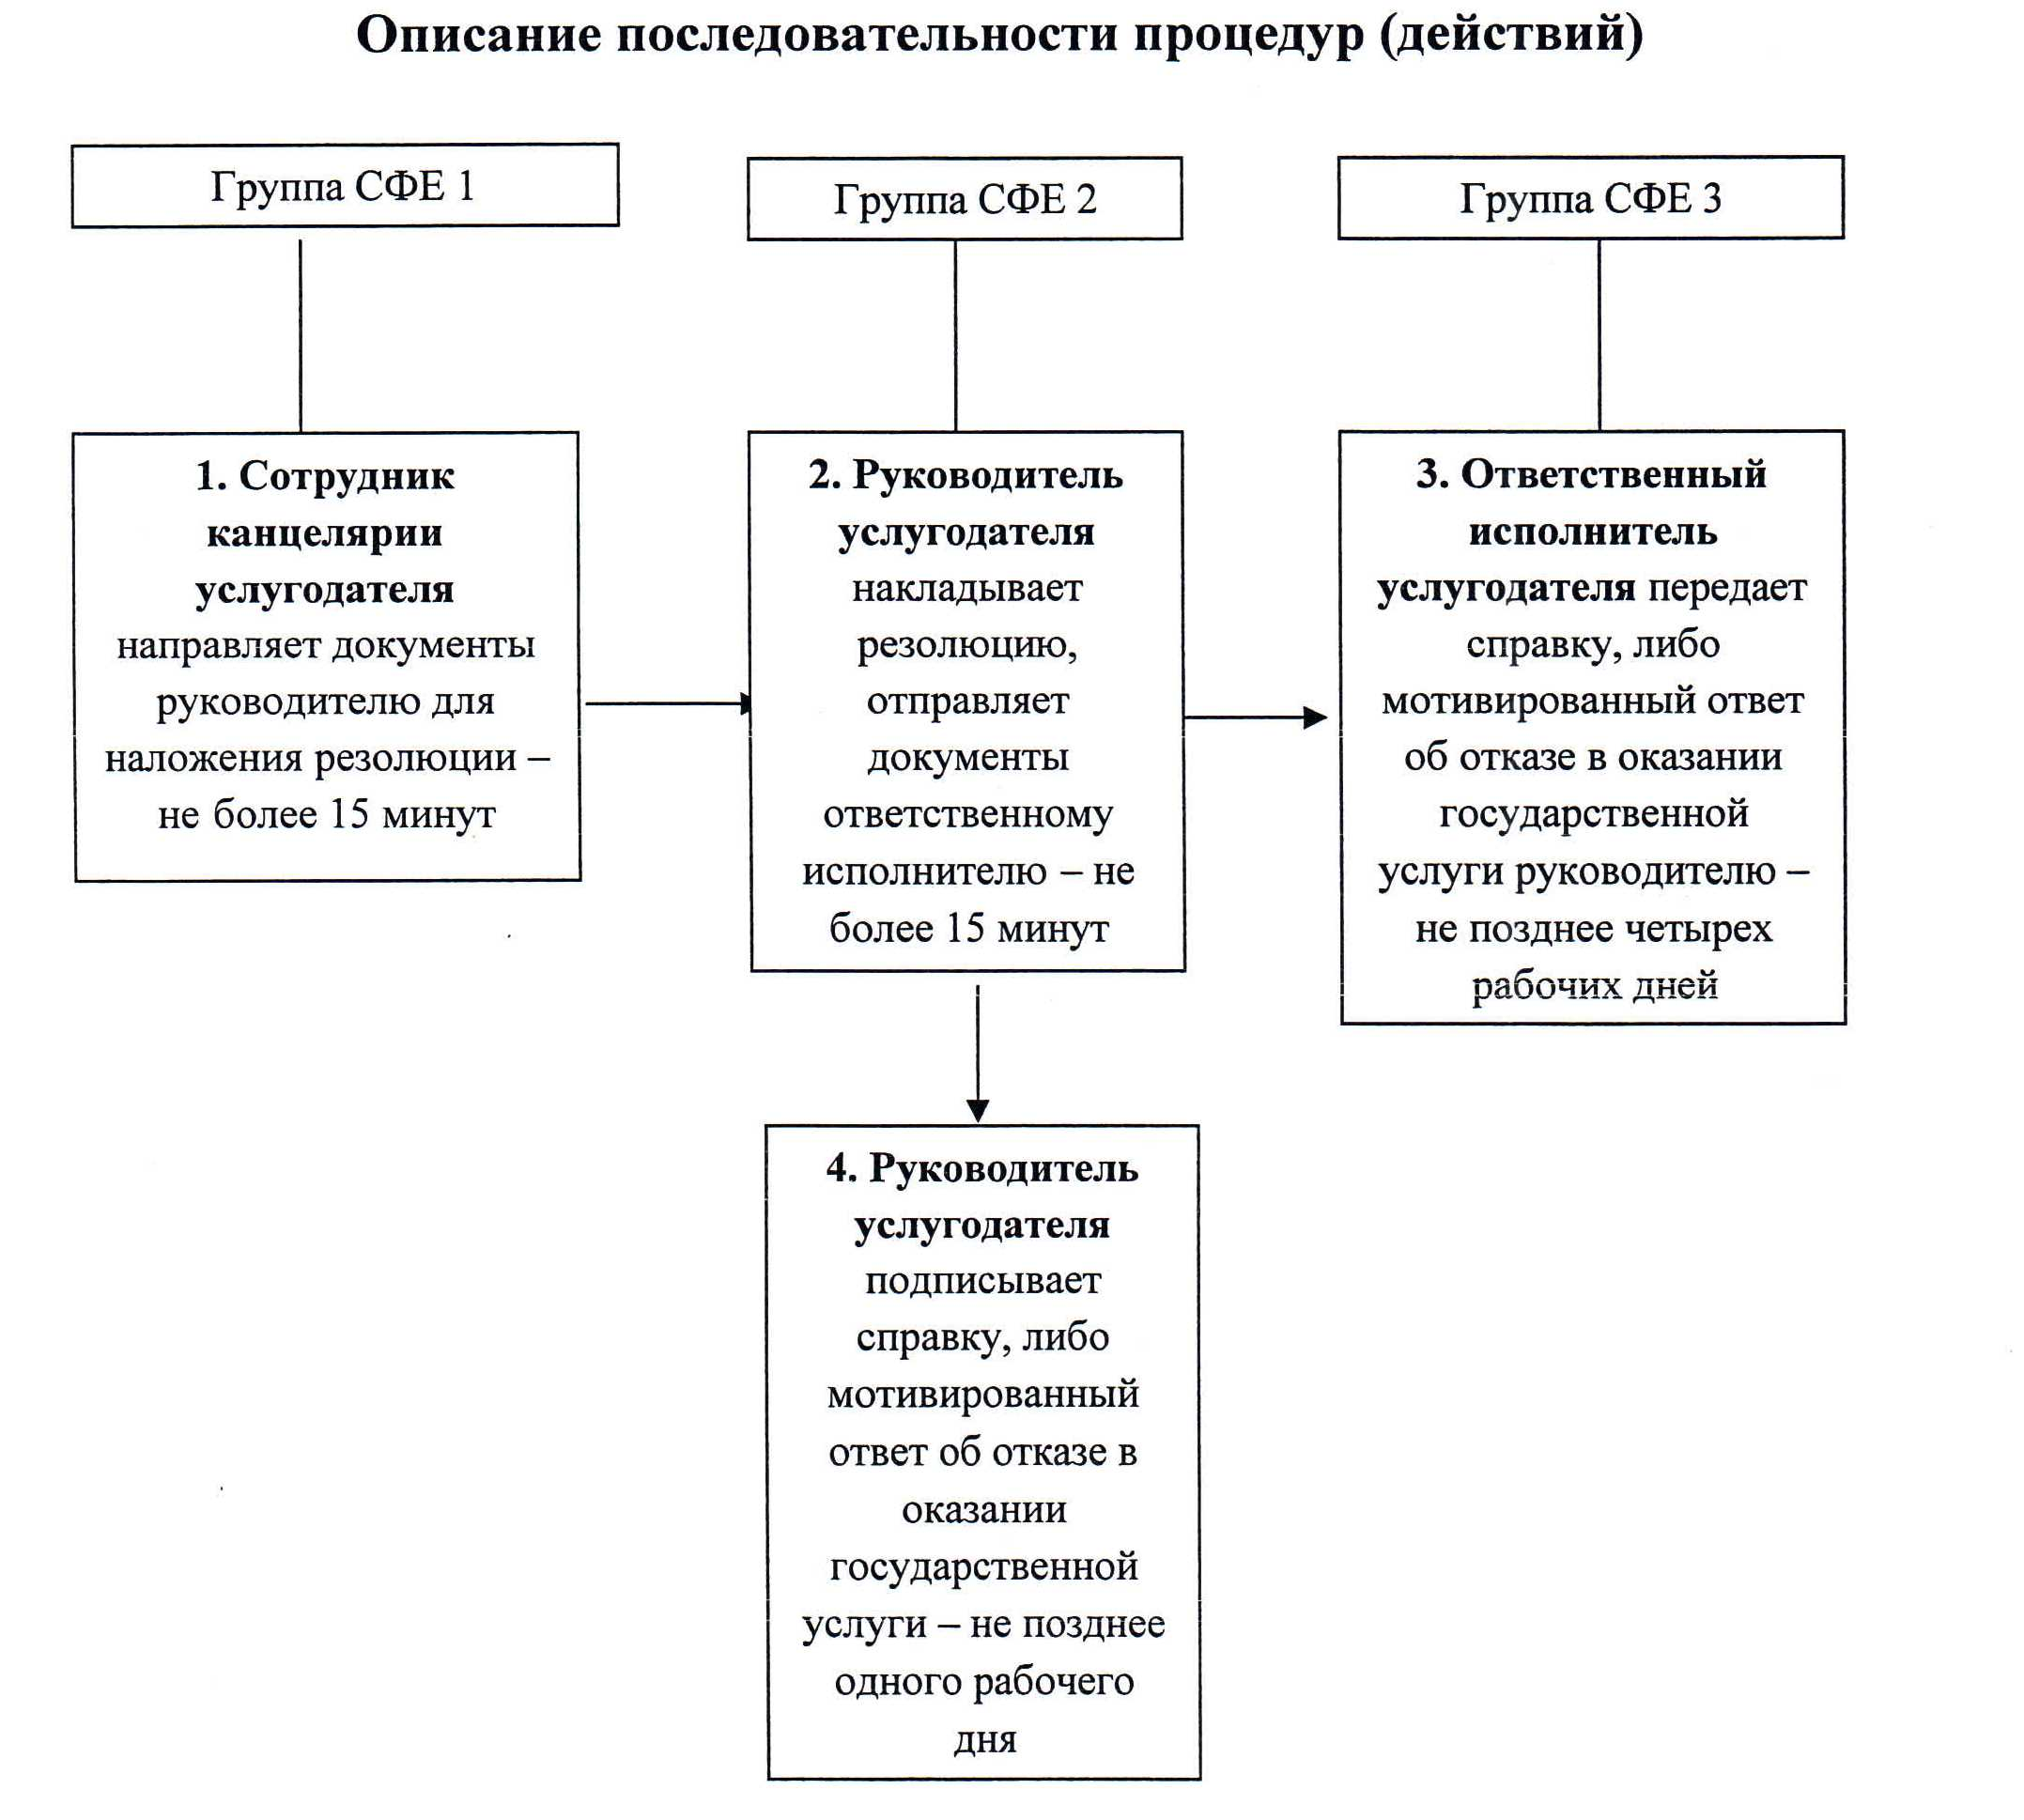 Описание последовательности процедур (действий)
Группа СФЕ 1
Группа СФЕ 2
Группа СФЕ 3
1. Сотрудник
канцелярии
услугодателя
направляет документы
руководителю для
наложения резолюции –
не более 15 минут
2. Руководитель
услугодателя
накладывает
резолюцию,
отправляет
документы
ответственному
исполнителю – не
более 15 минут
3. Ответственный
исполнитель
услугодателя передает
справку, либо
мотивированный ответ
об отказе в оказании
государственной
услуги руководителю –
не позднее четырех
рабочих дней
4. Руководитель
услугодателя
подписывает
справку, либо
мотивированный
ответ об отказе в
оказании
государственной
услуги – не позднее
одного рабочего
дня